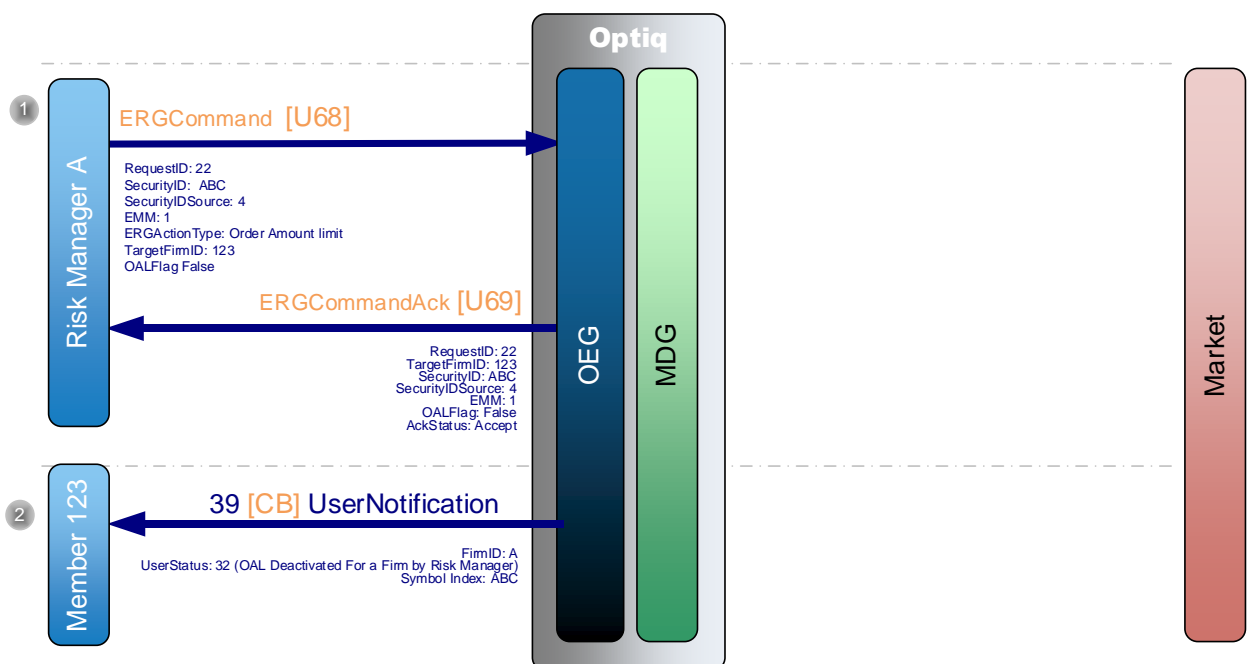 Optiq
1
Risk Manager A
ERGCommand [U68]
RequestID: 22
SecurityID: ABC
SecurityIDSource: 4
EMM: 1
ERGActionType: Order Amount limit
TargetFirmID: 123
OALFlag False
ERGCommandAck [U69]
RequestID: 22
TargetFirmID: 123
SecurityID: ABC
SecurityIDSource: 4
EMM: 1
OALFlag: False
AckStatus: Accept
OEG
MDG
Market
2
Member 123
39 [CB] UserNotification
FirmID: A
UserStatus: 32 (OAL Deactivated For a Firm by Risk Manager)
Symbol Index: ABC